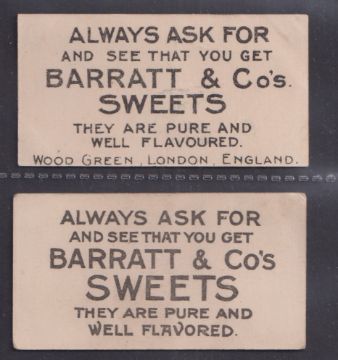 ALWAYS ASK FOR
AND SEE THAT YOU GET
BARRATT & Co's.
SWEETS
THEY ARE PURE AND
WELL FLAVOURED.
WOOD GREEN, LONDON, ENGLAND.
ALWAYS ASK FOR
AND SEE THAT YOU GET
BARRATT & Co's
SWEETS
THEY ARE PURE AND
WELL FLAVORED.